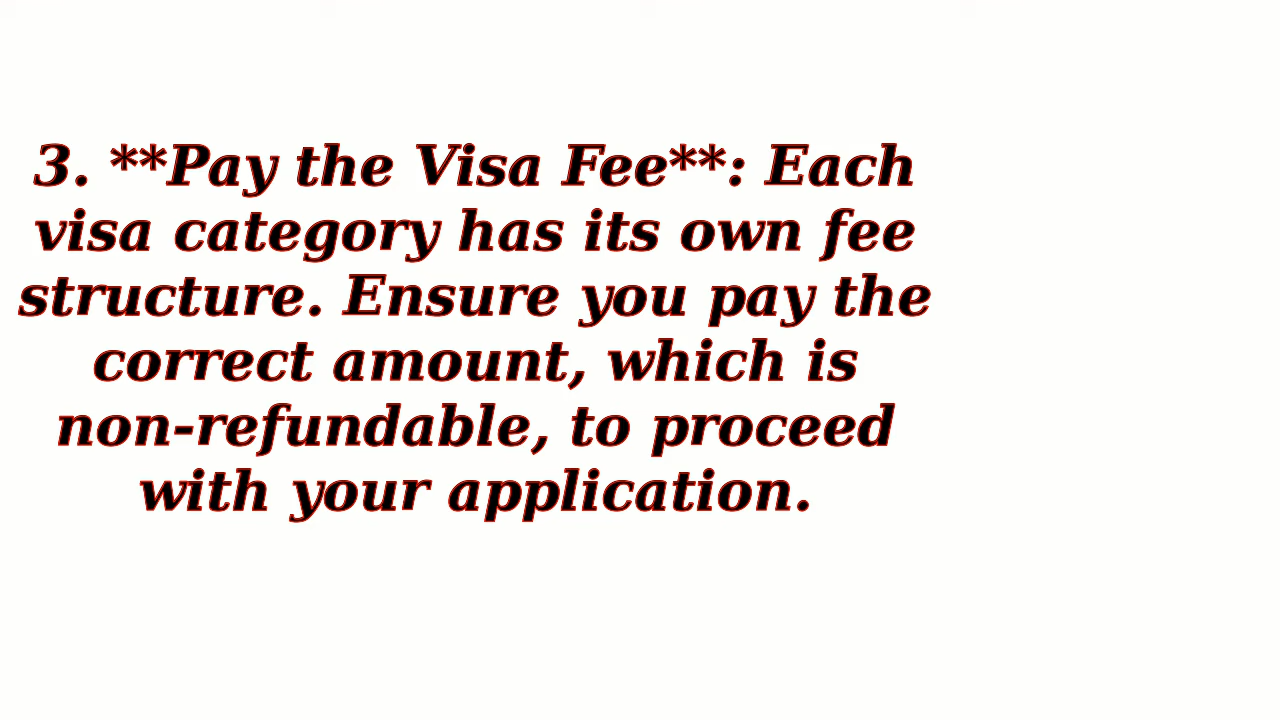 3. **Pay the Visa Fee**: Each
visa category has its own fee
structure. Ensure you pay the
correct amount, which is
non-refundable, to proceed
with your application.